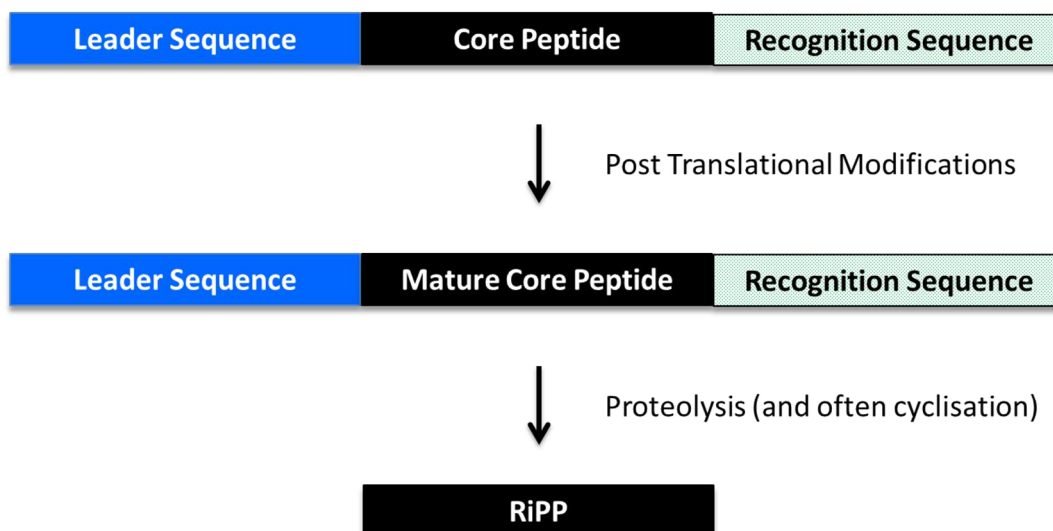 Leader Sequence Core Peptide Recognition Sequence
Post Translational Modifications
Leader Sequence Mature Core Peptide Recognition Sequence
Proteolysis (and often cyclisation)
RiPP